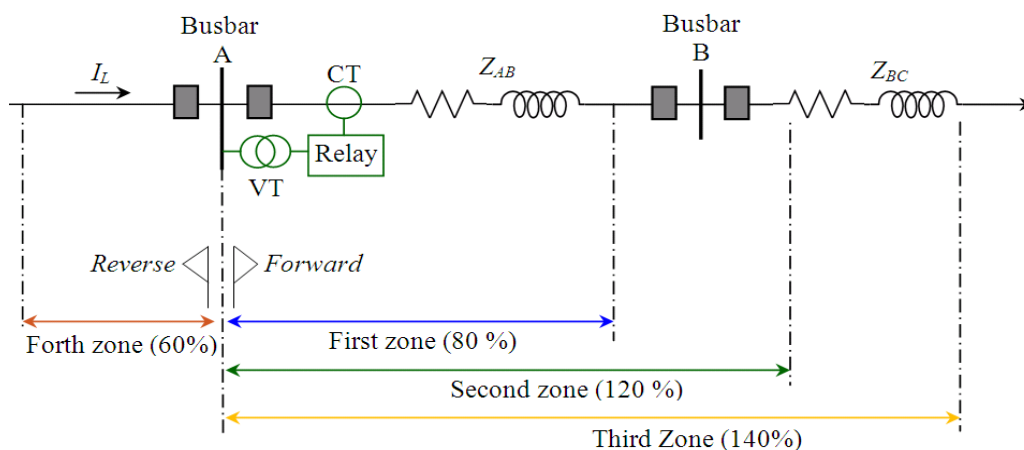 Busbar
A
Busbar
B
I_L
CT
Z_AB
Z_BC
Relay
VT
Reverse
Forward
Forth zone (60%)
First zone (80 %)
Second zone (120 %)
Third Zone (140%)